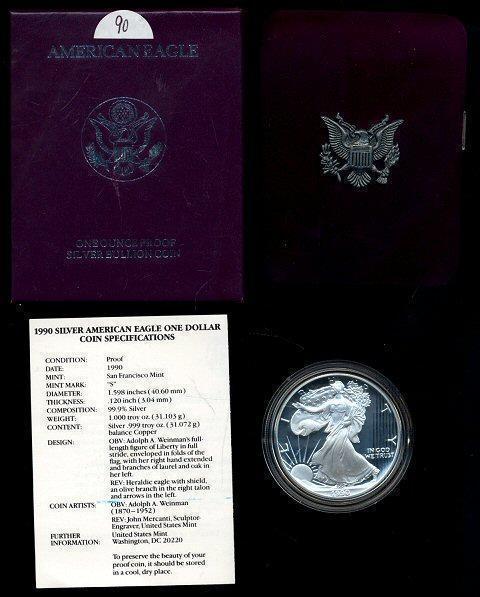 90
AMERICAN EAGLE
ONE OUNCE PROOF
SILVER BULLION COIN
1990 SILVER AMERICAN EAGLE ONE DOLLAR
COIN SPECIFICATIONS
CONDITION: Proof
DATE: 1990
MINT: San Francisco Mint
MINT MARK: "S"
DIAMETER: 1.598 inches (40.60 mm)
THICKNESS: .120 inch (3.04 mm)
COMPOSITION: 99.9% Silver
WEIGHT: 1.000 troy oz. (31.103 g)
CONTENT: Silver .999 troy oz. (31.072 g)
balance Copper
DESIGN: OBV: Adolph A. Weinman's full-
length figure of Liberty in full
stride, enveloped in folds of the
flag, with her right hand extended
and branches of laurel and oak in
her left.
REV: Heraldic eagle with shield,
an olive branch in the right talon
and arrows in the left.
COIN ARTISTS: OBV: Adolph A. Weinman
(1870–1952)
REV: John Mercanti, Sculptor-
Engraver, United States Mint
FURTHER United States Mint
INFORMATION: Washington, DC 20220
To preserve the beauty of your
proof coin, it should be stored
in a cool, dry place.
IN GOD
WE TRUST
1990